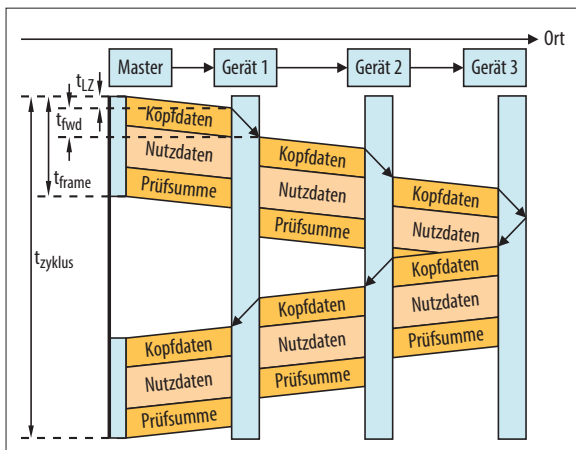 Ort
Master Gerät 1 Gerät 2 Gerät 3
tLZ
tfwd
tframe
tzyklus
Kopfdaten
Nutzdaten
Prüfsumme
Kopfdaten
Nutzdaten
Prüfsumme
Kopfdaten
Nutzdaten
Kopfdaten
Nutzdaten
Prüfsumme
Kopfdaten
Nutzdaten
Prüfsumme
Kopfdaten
Nutzdaten
Prüfsumme